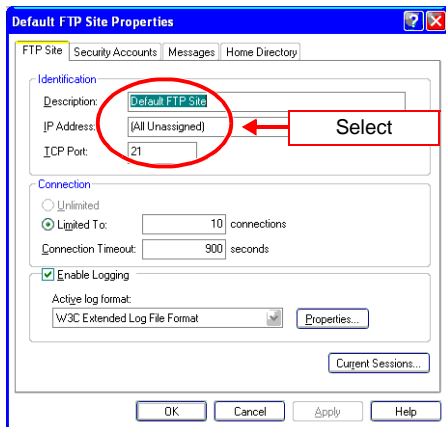 Default FTP Site Properties
FTP Site Security Accounts Messages Home Directory
Identification
Description: Default FTP Site
IP Address: (All Unassigned)
Select
TCP Port: 21
Connection
Unlimited
Limited To: 10 connections
Connection Timeout: 900 seconds
Enable Logging
Active log format:
W3C Extended Log File Format Properties...
Current Sessions...
OK Cancel Apply Help